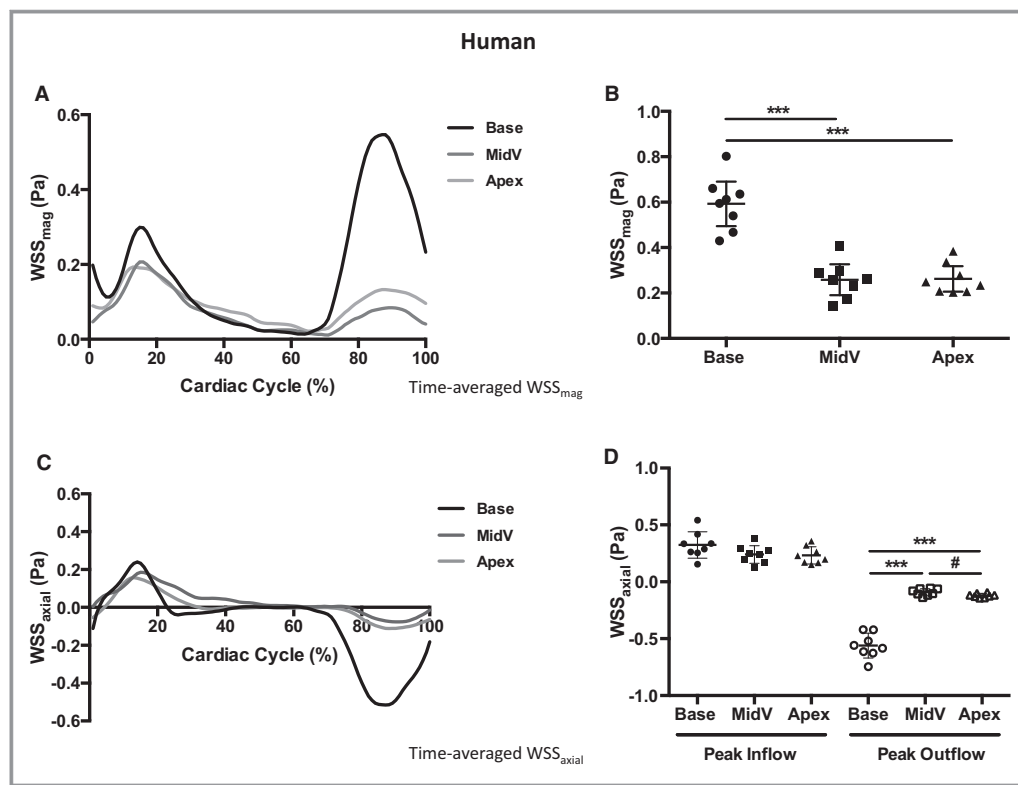 Human
A
WSSmag (Pa)
0.6
0.4
0.2
0.0
0 20 40 60 80 100
Cardiac Cycle (%)
Base
MidV
Apex
Time-averaged WSSmag
B
WSSmag (Pa)
1.0
0.8
0.6
0.4
0.2
0.0
***
***
Base MidV Apex
C
WSSaxial (Pa)
0.6
0.4
0.2
0.0
-0.2
-0.4
-0.6
20 40 60 80 100
Cardiac Cycle (%)
Base
MidV
Apex
Time-averaged WSSaxial
D
WSSaxial (Pa)
1.0
0.5
0.0
-0.5
-1.0
***
*** #
Base MidV Apex Base MidV Apex
Peak Inflow Peak Outflow